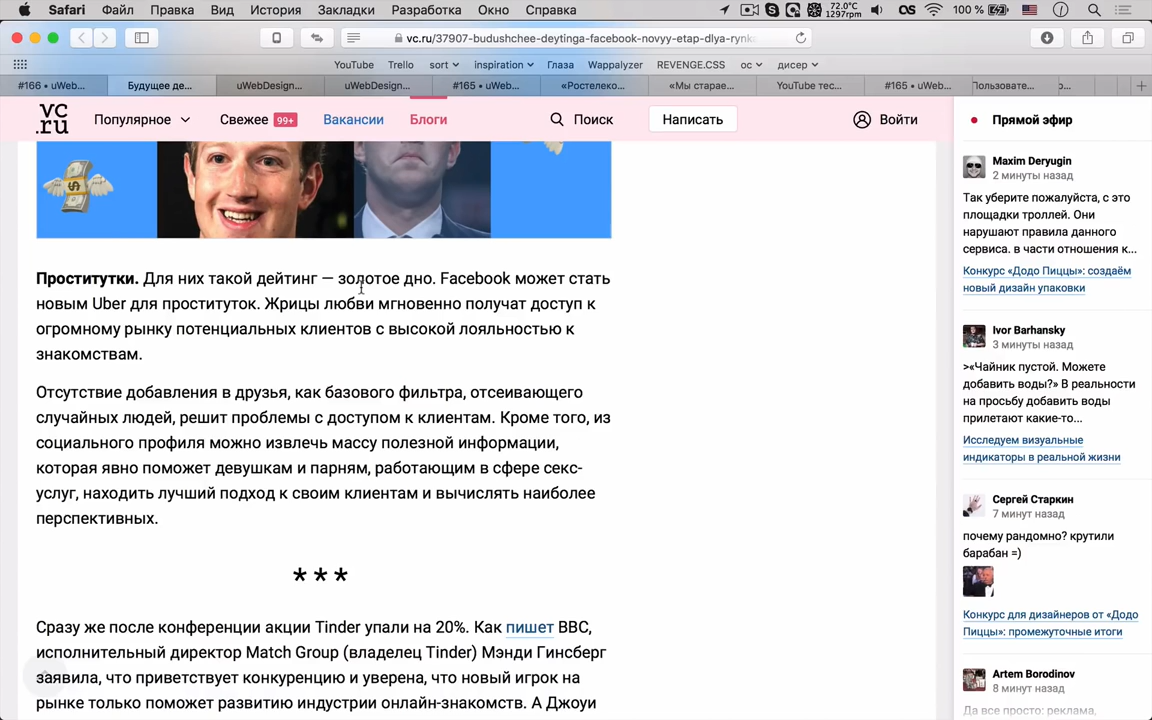 Safari Файл Правка Вид История Закладки Разработка Окно Справка 72.0°C 1297rpm 100 %
vc.ru/37907-budushchee-deytinga-facebook-novyy-etap-dlya-rynk
YouTube Trello sort inspiration Глаза Wappalyzer REVENGE.CSS ос дисер
#166 • uWeb... Будущее де... uWebDesign... uWebDesign... #165 • uWeb... «Ростелеко... «Мы старае... YouTube тес... #165 • uWeb... Пользовате...
vc.ru Популярное Свежее 99+ Вакансии Блоги Поиск Написать Войти
Проститутки. Для них такой дейтинг — золотое дно. Facebook может стать
новым Uber для проституток. Жрицы любви мгновенно получат доступ к
огромному рынку потенциальных клиентов с высокой лояльностью к
знакомствам.
Отсутствие добавления в друзья, как базового фильтра, отсеивающего
случайных людей, решит проблемы с доступом к клиентам. Кроме того, из
социального профиля можно извлечь массу полезной информации,
которая явно поможет девушкам и парням, работающим в сфере секс-
услуг, находить лучший подход к своим клиентам и вычислять наиболее
перспективных.
* * *
Сразу же после конференции акции Tinder упали на 20%. Как пишет BBC,
исполнительный директор Match Group (владелец Tinder) Мэнди Гинсберг
заявила, что приветствует конкуренцию и уверена, что новый игрок на
рынке только поможет развитию индустрии онлайн-знакомств. А Джоуи
Прямой эфир
Maxim Deryugin
2 минуты назад
Так уберите пожалуйста, с это
площадки троллей. Они
нарушают правила данного
сервиса. в части отношения к...
Конкурс «Додо Пиццы»: создаём
новый дизайн упаковки
Ivor Barhansky
3 минуты назад
>«Чайник пустой. Можете
добавить воды?» В реальности
на просьбу добавить воды
прилетают какие-то...
Исследуем визуальные
индикаторы в реальной жизни
Сергей Старкин
7 минут назад
почему рандомно? крутили
барабан =)
Конкурс для дизайнеров от «Додо
Пиццы»: промежуточные итоги
Artem Borodinov
8 минут назад
Да все просто: реклама,